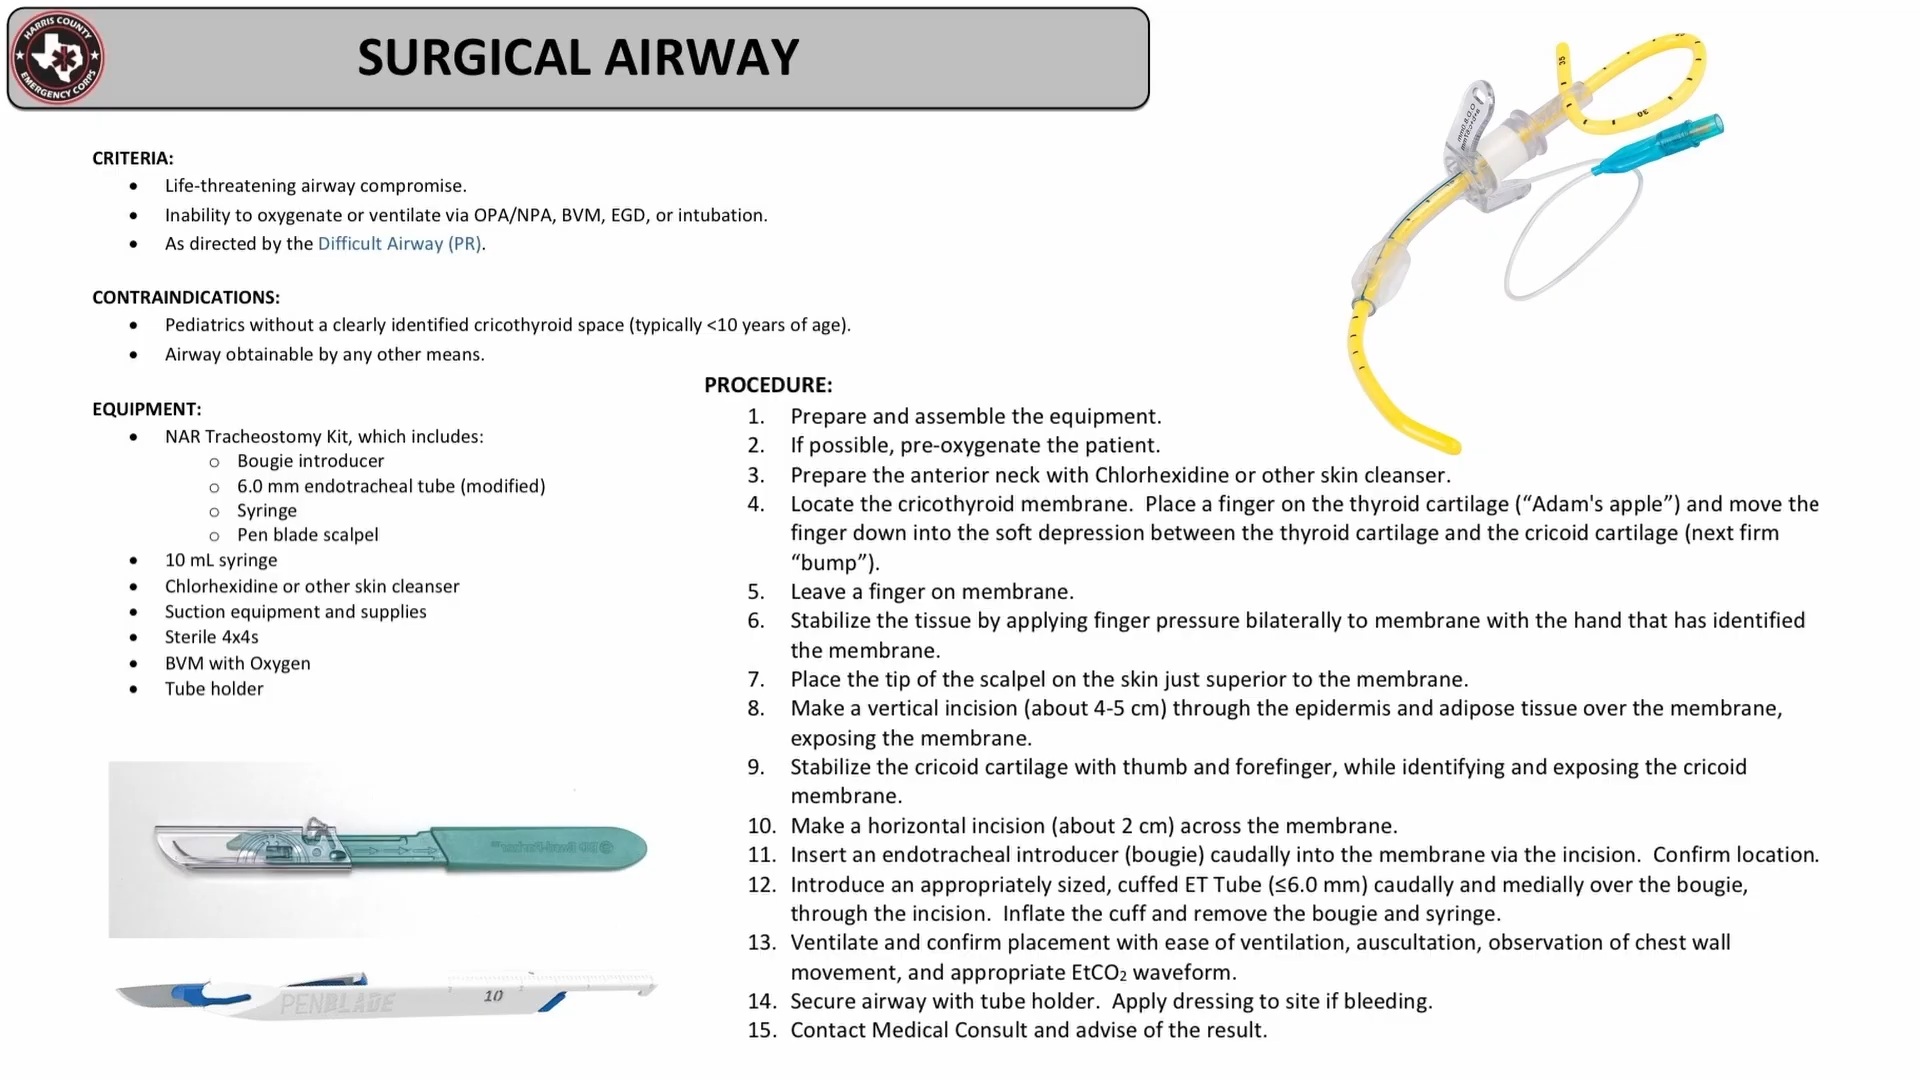 HARRIS COUNTY
EMERGENCY CORPS
SURGICAL AIRWAY
CRITERIA:
• Life-threatening airway compromise.
• Inability to oxygenate or ventilate via OPA/NPA, BVM, EGD, or intubation.
• As directed by the Difficult Airway (PR).
CONTRAINDICATIONS:
• Pediatrics without a clearly identified cricothyroid space (typically <10 years of age).
• Airway obtainable by any other means.
EQUIPMENT:
• NAR Tracheostomy Kit, which includes:
o Bougie introducer
o 6.0 mm endotracheal tube (modified)
o Syringe
o Pen blade scalpel
• 10 mL syringe
• Chlorhexidine or other skin cleanser
• Suction equipment and supplies
• Sterile 4x4s
• BVM with Oxygen
• Tube holder
PENBLADE 10
35
30
PROCEDURE:
1. Prepare and assemble the equipment.
2. If possible, pre-oxygenate the patient.
3. Prepare the anterior neck with Chlorhexidine or other skin cleanser.
4. Locate the cricothyroid membrane.  Place a finger on the thyroid cartilage (“Adam's apple”) and move the
finger down into the soft depression between the thyroid cartilage and the cricoid cartilage (next firm
“bump”).
5. Leave a finger on membrane.
6. Stabilize the tissue by applying finger pressure bilaterally to membrane with the hand that has identified
the membrane.
7. Place the tip of the scalpel on the skin just superior to the membrane.
8. Make a vertical incision (about 4-5 cm) through the epidermis and adipose tissue over the membrane,
exposing the membrane.
9. Stabilize the cricoid cartilage with thumb and forefinger, while identifying and exposing the cricoid
membrane.
10. Make a horizontal incision (about 2 cm) across the membrane.
11. Insert an endotracheal introducer (bougie) caudally into the membrane via the incision.  Confirm location.
12. Introduce an appropriately sized, cuffed ET Tube (≤6.0 mm) caudally and medially over the bougie,
through the incision.  Inflate the cuff and remove the bougie and syringe.
13. Ventilate and confirm placement with ease of ventilation, auscultation, observation of chest wall
movement, and appropriate EtCO₂ waveform.
14. Secure airway with tube holder.  Apply dressing to site if bleeding.
15. Contact Medical Consult and advise of the result.